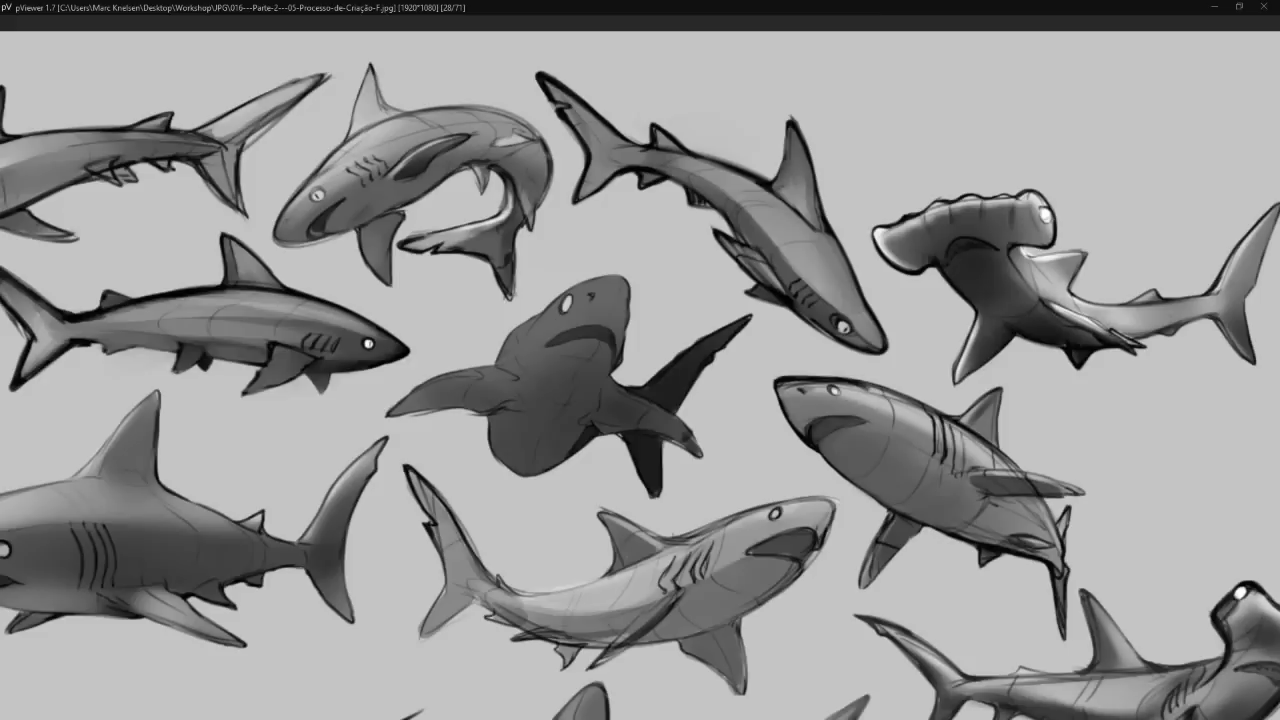 pV pViewer 1.7 [C:\Users\Marc Knelsen\Desktop\Workshop\JPG\016---Parte-2---05-Processo-de-Criação-F.jpg] [1920*1080] [28/71]